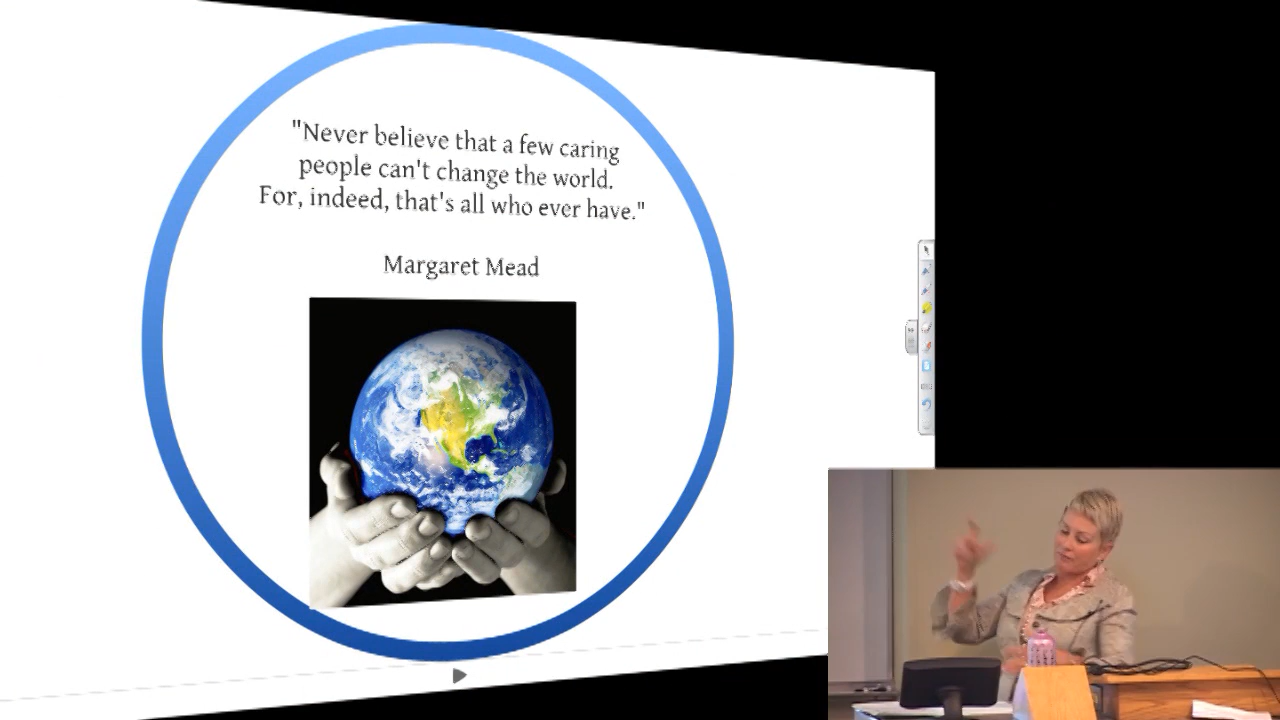 "Never believe that a few caring
people can't change the world.
For, indeed, that's all who ever have."
Margaret Mead